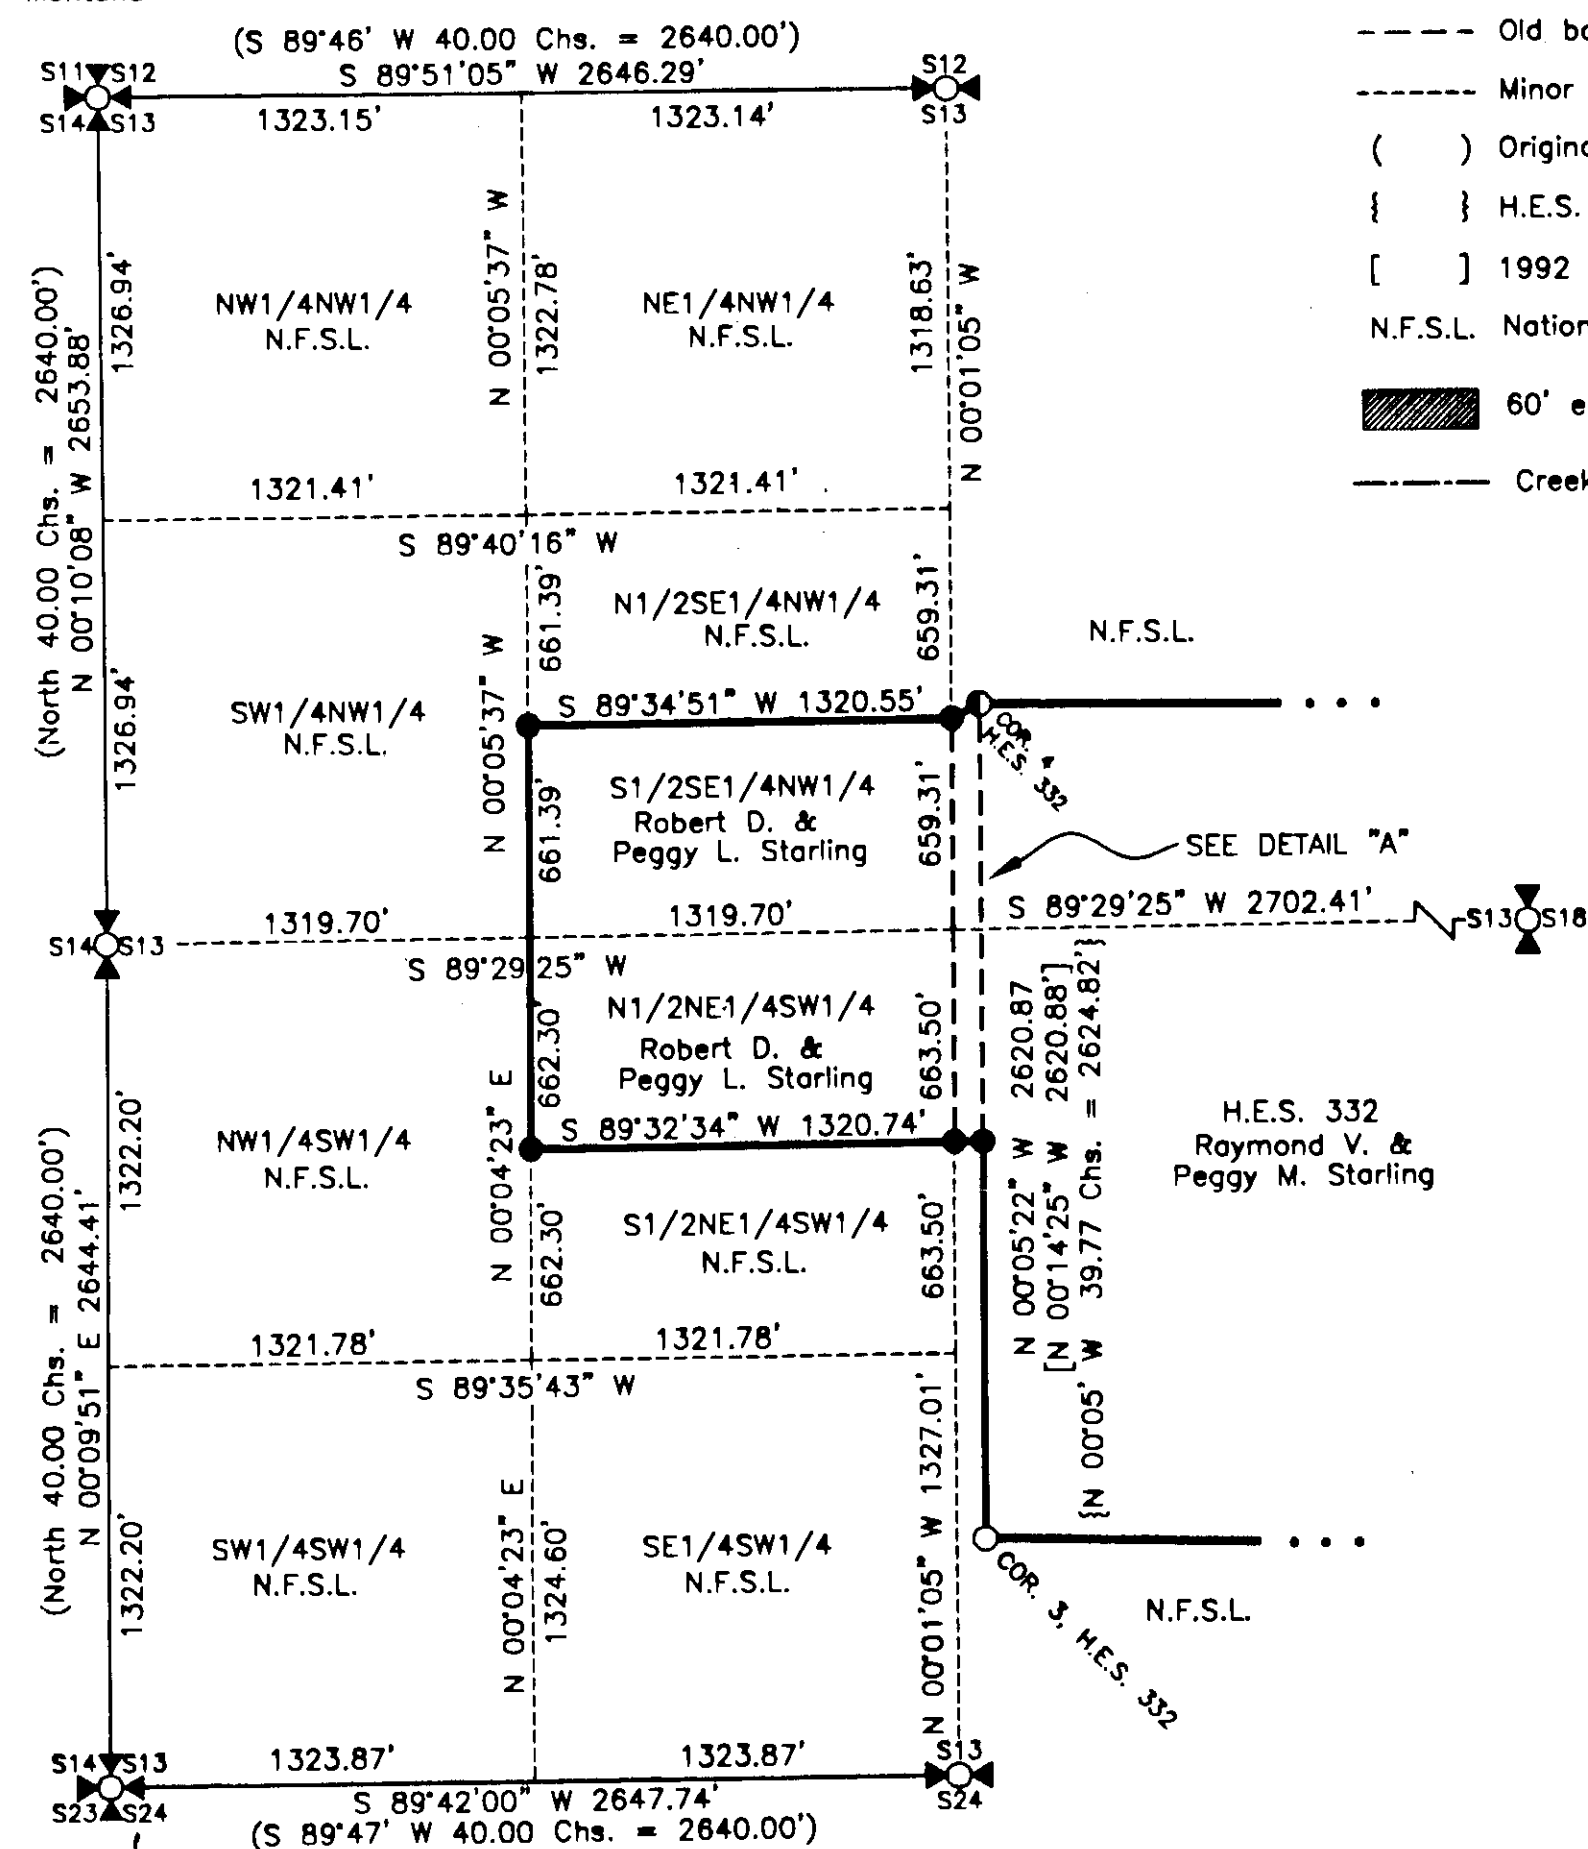 (S 89°46' W 40.00 Chs. = 2640.00')
S 89°51'05" W 2646.29'
S11 S12
S14 S13
S12
S13
1323.15'
1323.14'
Old
Minor
( )
{ } H.E.S.
[ ] 1992
N.F.S.L.
60'
(North 40.00 Chs. = 2640.00')
N 00°10'08" W 2653.88'
1326.94'
NW1/4NW1/4
N.F.S.L.
N 00°05'37" W
1322.78'
NE1/4NW1/4
N.F.S.L.
1318.63'
N 00°01'05" W
1321.41'
1321.41'
S 89°40'16" W
1326.94'
SW1/4NW1/4
N.F.S.L.
N 00°05'37" W
661.39'
N1/2SE1/4NW1/4
N.F.S.L.
659.31'
N.F.S.L.
S 89°34'51" W 1320.55'
COR.
H.E.S. 332
661.39'
S1/2SE1/4NW1/4
Robert D. &
Peggy L. Starling
659.31'
SEE DETAIL "A"
S14 S13
1319.70'
1319.70'
S 89°29'25" W 2702.41'
S13 S18
S 89°29'25" W
(North 40.00 Chs. = 2640.00')
N 00°09'51" E 2644.41'
1322.20'
NW1/4SW1/4
N.F.S.L.
N 00°04'23" E
662.30'
N1/2NE1/4SW1/4
Robert D. &
Peggy L. Starling
663.50'
S 89°32'34" W 1320.74'
N 00°05'22" W 2620.87
[N 00°14'25" W 2620.88']
{N 00°05' W 39.77 Chs. = 2624.82'}
H.E.S. 332
Raymond V. &
Peggy M. Starling
662.30'
S1/2NE1/4SW1/4
N.F.S.L.
663.50'
1321.78'
1321.78'
S 89°35'43" W
1322.20'
SW1/4SW1/4
N.F.S.L.
N 00°04'23" E
1324.60'
SE1/4SW1/4
N.F.S.L.
N 00°01'05" W 1327.01'
COR. 3, H.E.S. 332
N.F.S.L.
S14 S13
S23 S24
1323.87'
1323.87'
S13
S24
S 89°42'00" W 2647.74'
(S 89°47' W 40.00 Chs. = 2640.00')